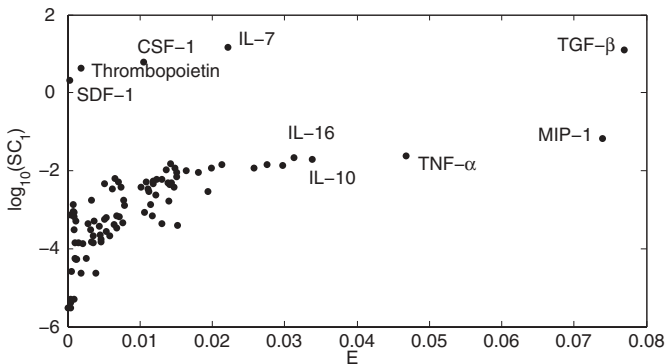 2
IL−7
CSF−1
TGF−β
Thrombopoietin
0
SDF−1
log10(SC1)
IL−16
MIP−1
−2
TNF−α
IL−10
−4
−6
0 0.01 0.02 0.03 0.04 0.05 0.06 0.07 0.08
E